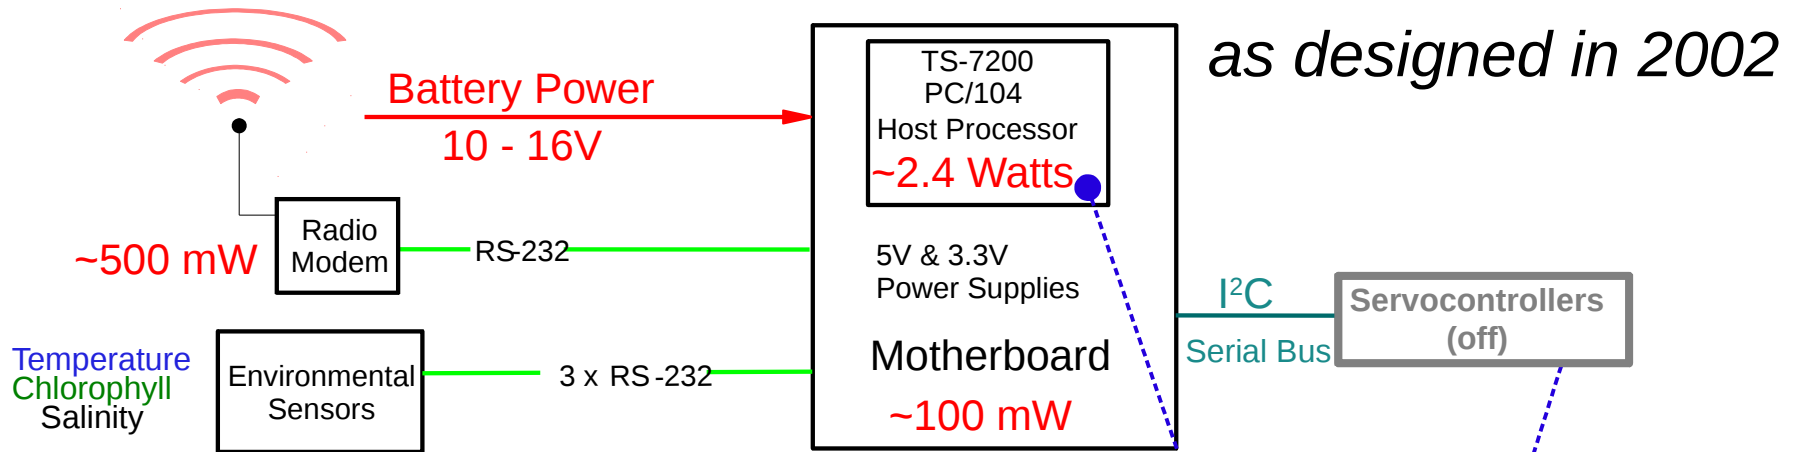 as designed in 2002
Battery Power
10 - 16V
TS-7200
PC/104
Host Processor
~2.4 Watts
Radio
Modem
~500 mW
RS-232
5V & 3.3V
Power Supplies
I²C
Serial Bus
Servocontrollers
(off)
Temperature
Chlorophyll
Salinity
Environmental
Sensors
3 x RS -232
Motherboard
~100 mW